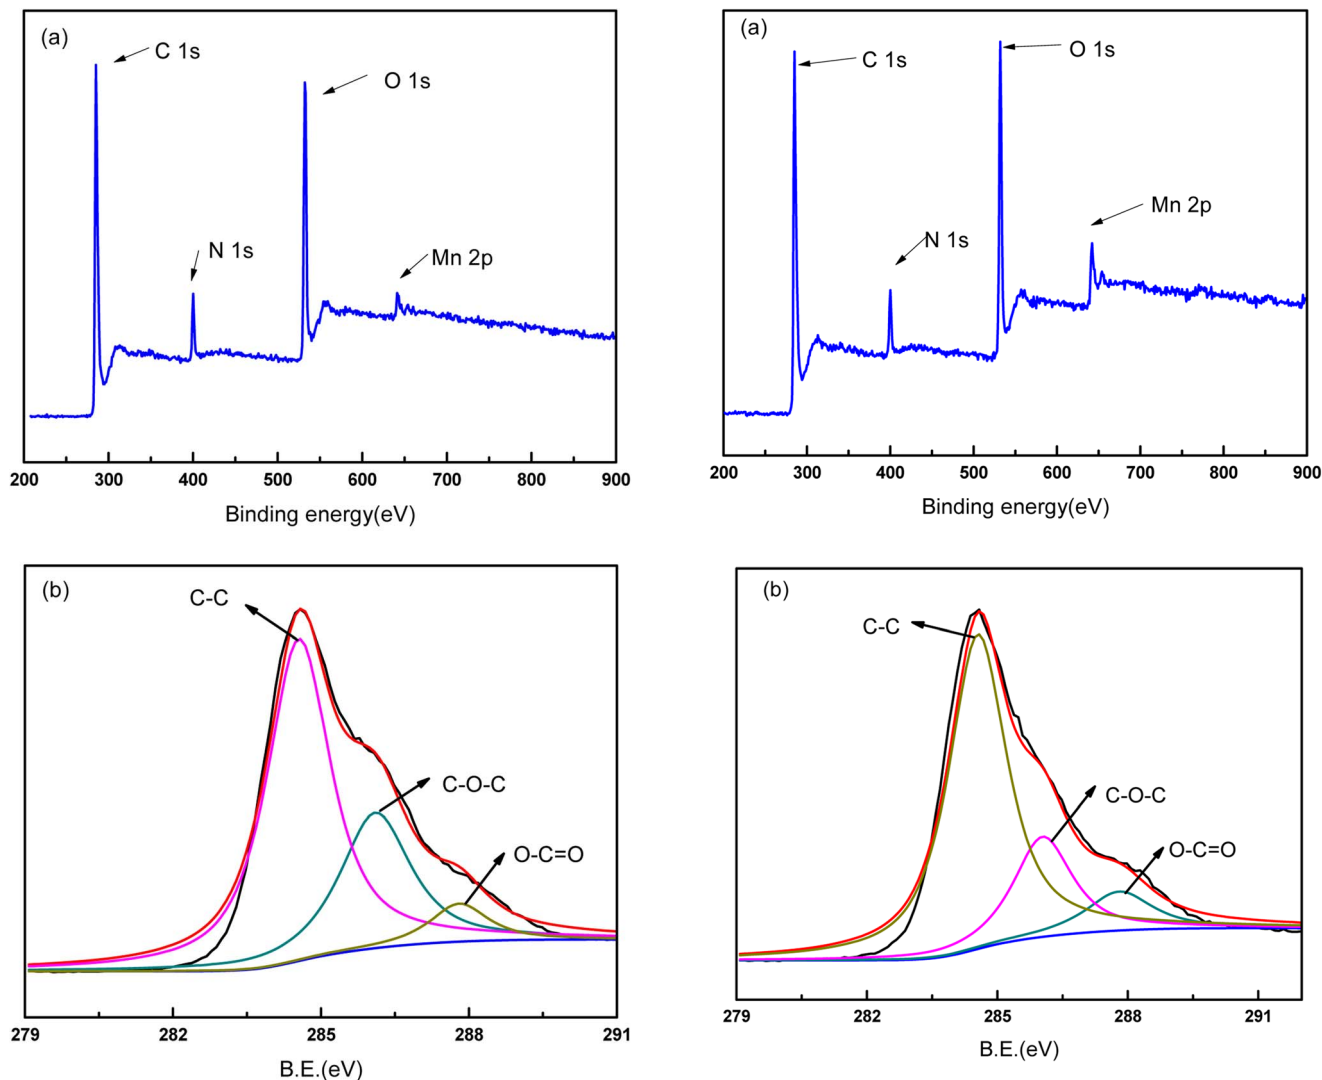 (a)
C 1s
O 1s
N 1s
Mn 2p
200 300 400 500 600 700 800 900
Binding energy(eV)
(a)
O 1s
C 1s
Mn 2p
N 1s
200 300 400 500 600 700 800 900
Binding energy(eV)
(b)
C-C
C-O-C
O-C=O
279 282 285 288 291
B.E.(eV)
(b)
C-C
C-O-C
O-C=O
279 282 285 288 291
B.E.(eV)